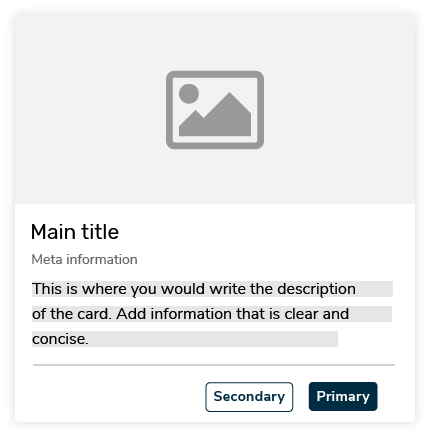 Main title
Meta information
This is where you would write the description
of the card. Add information that is clear and
concise.
Secondary
Primary